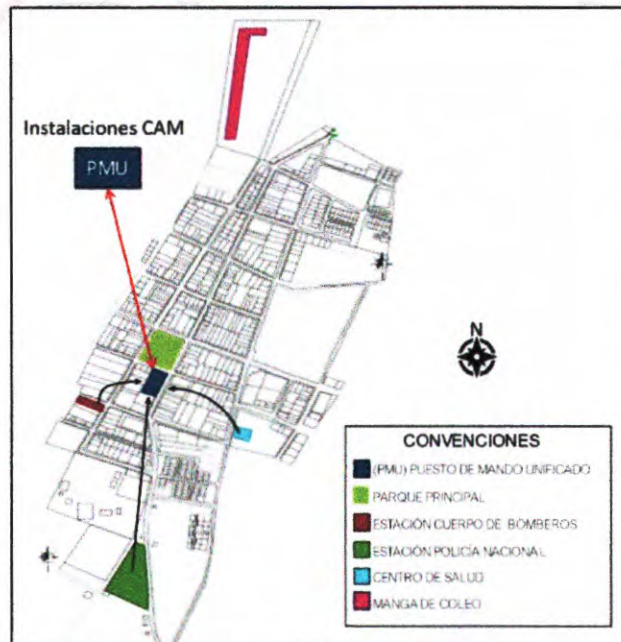 Instalaciones CAM
PMU
N
CONVENCIONES
(PMU) PUESTO DE MANDO UNIFICADO
PARQUE PRINCIPAL
ESTACIÓN CUERPO DE BOMBEROS
ESTACIÓN POLICÍA NACIONAL
CENTRO DE SALUD
MANGA DE COLEO